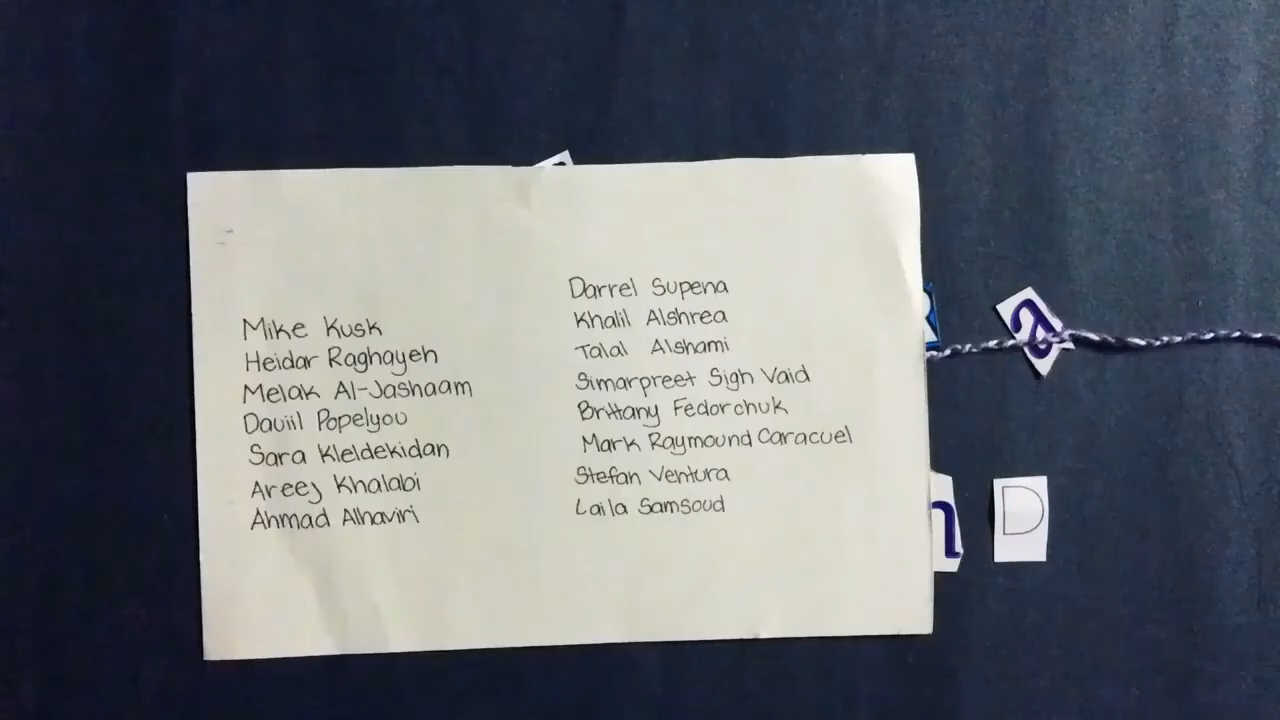 Mike Kusk
Heidar Raghayeh
Melak Al-Jashaam
Daviil Popelyou
Sara Kleldekidan
Areej Khalabi
Ahmad Alhaviri
Darrel Supena
Khalil Alshrea
Talal Alshami
Simarpreet Sigh Vaid
Brittany Fedorchuk
Mark Raymound Caracuel
Stefan Ventura
Laila Samsoud
a
n D